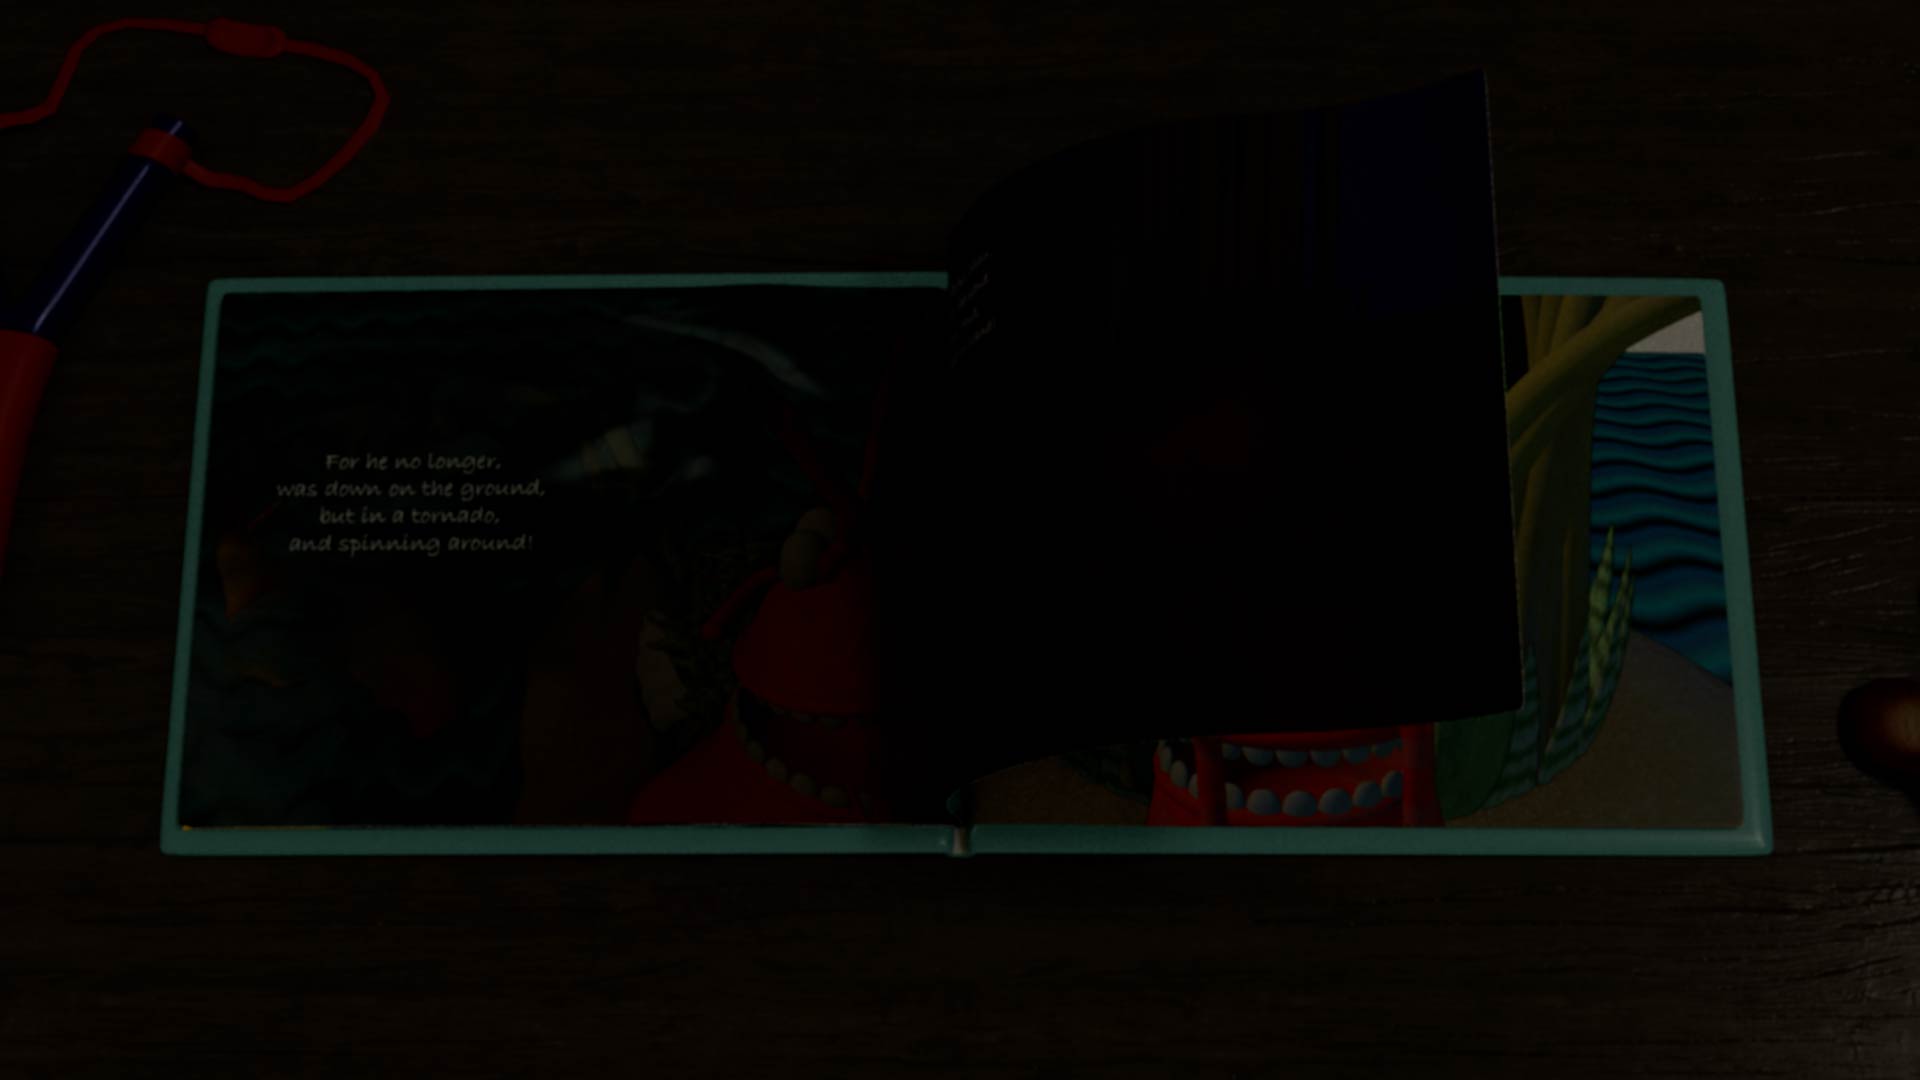 For he no longer,
was down on the ground,
but in a tornado,
and spinning around!